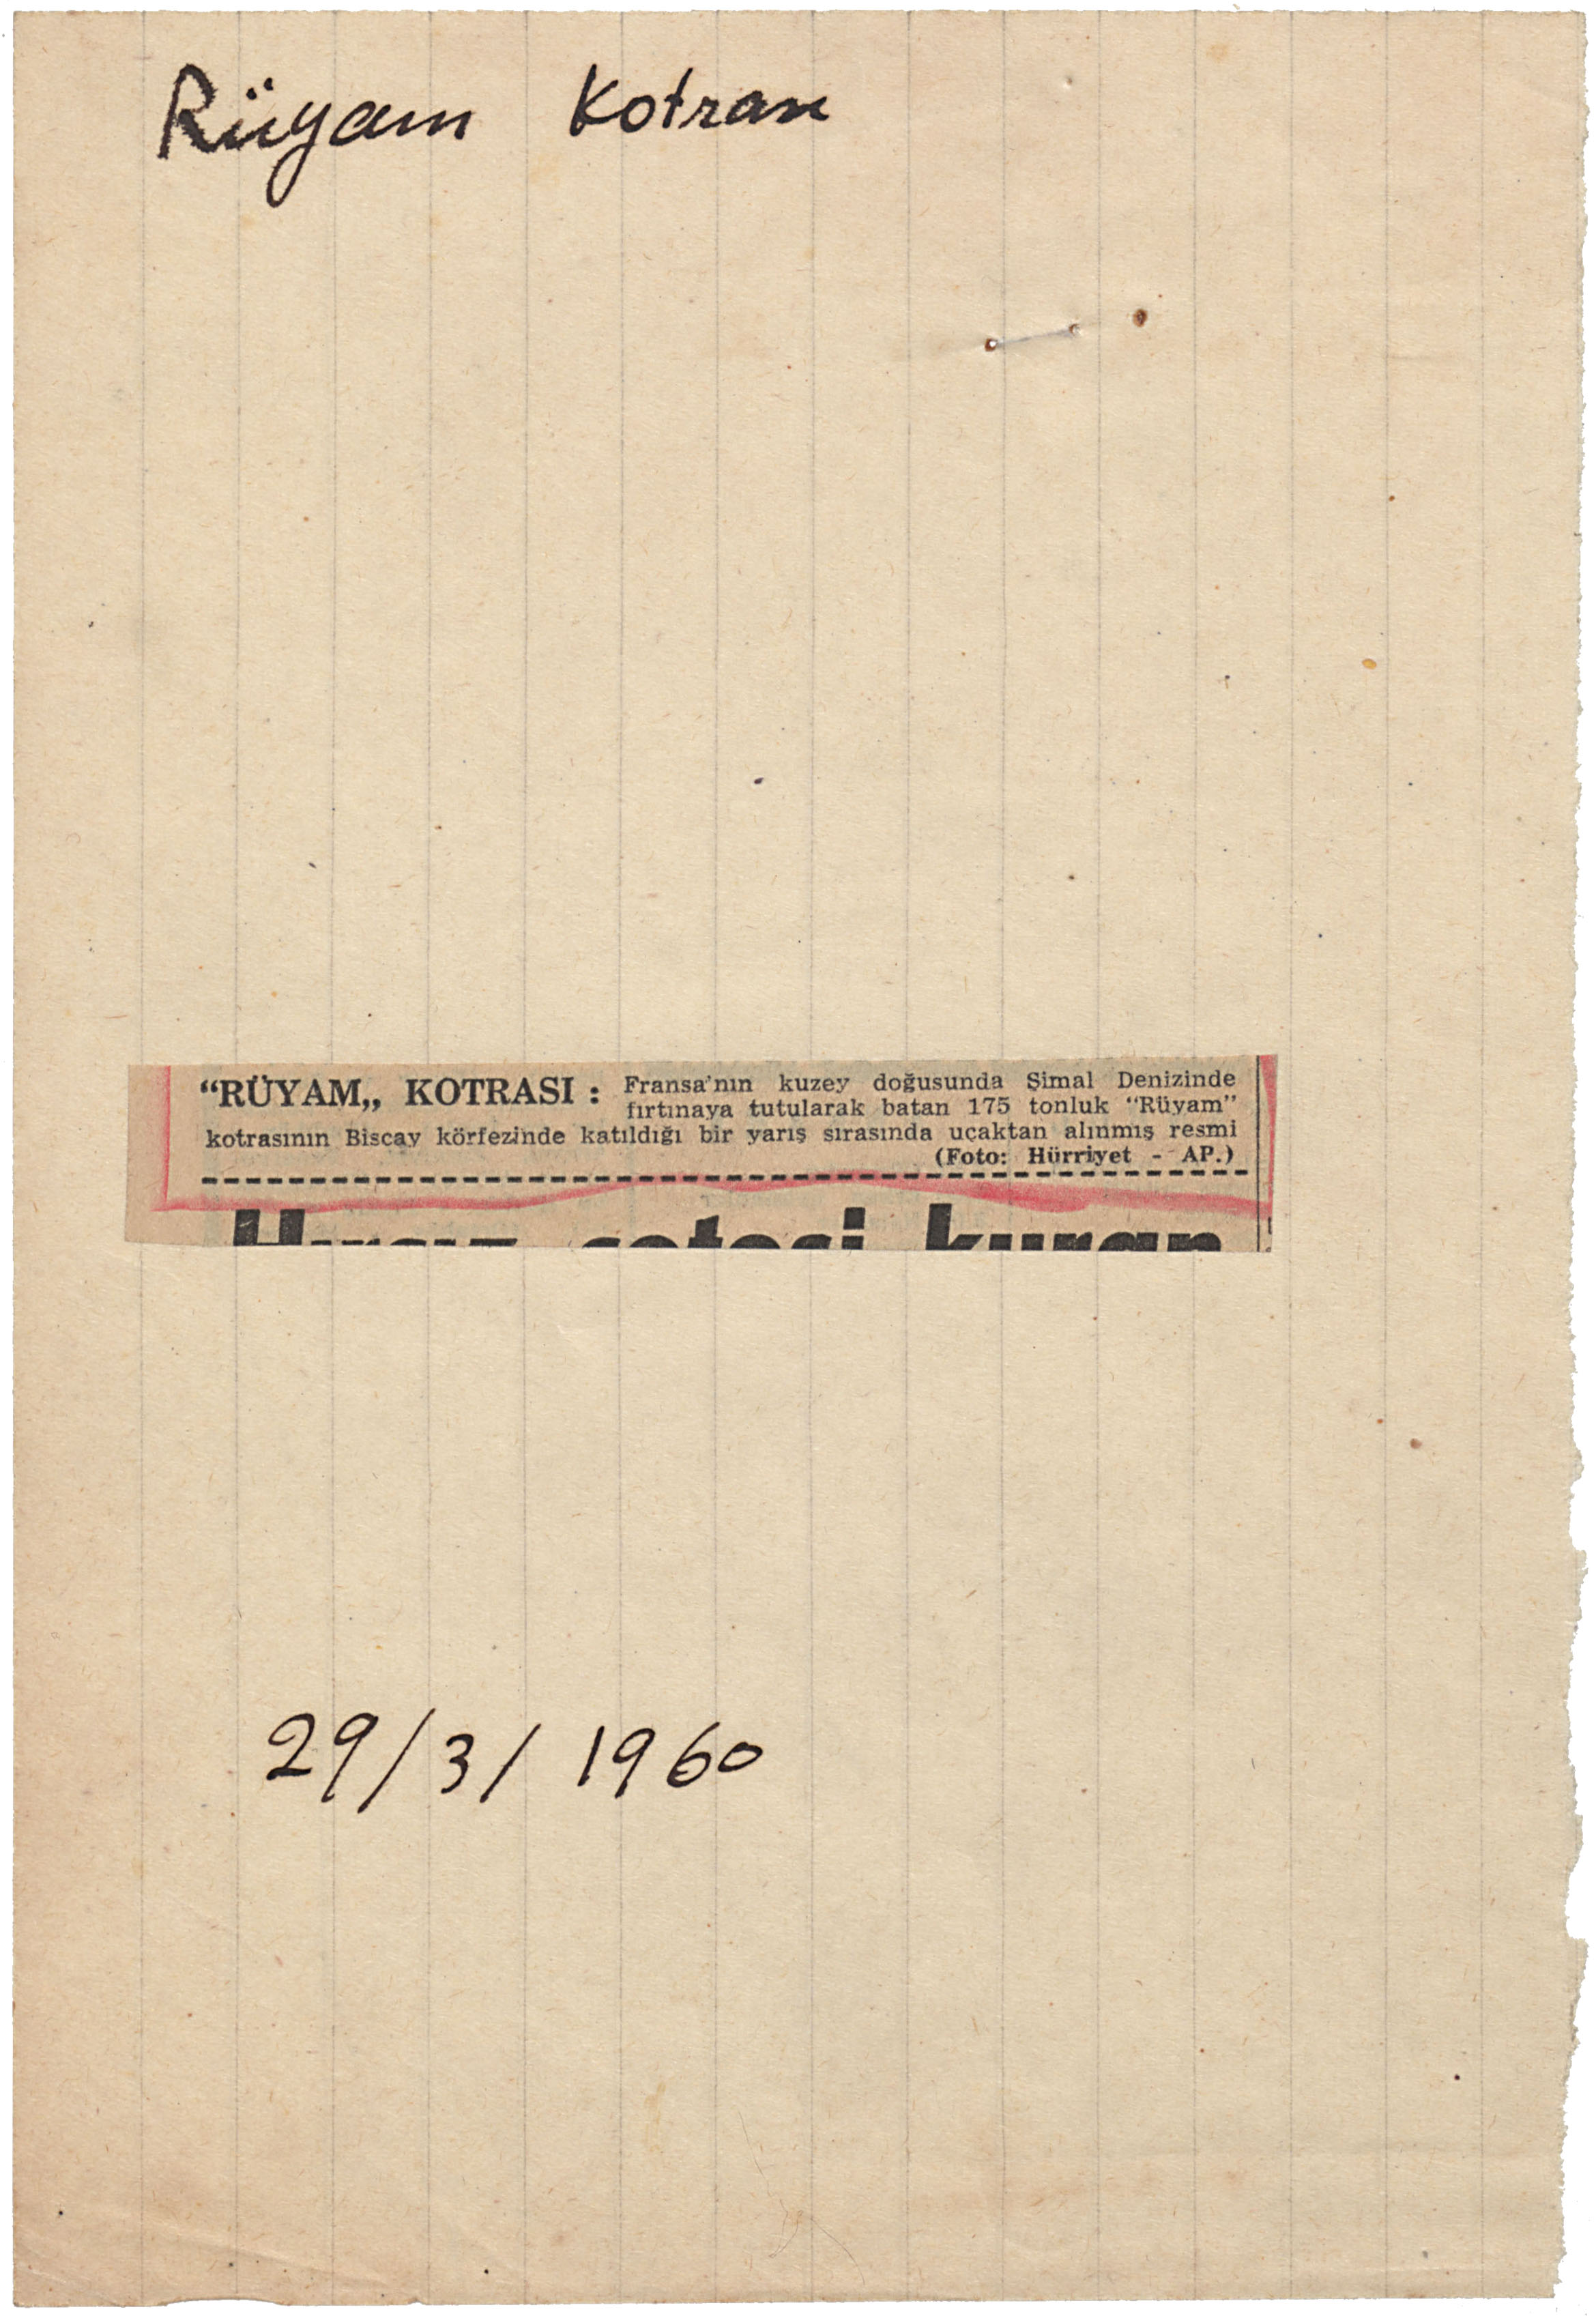 Rüyam Kotrası
“RÜYAM„ KOTRASI : Fransa'nın kuzey doğusunda Şimal Denizinde
fırtınaya tutularak batan 175 tonluk “Rüyam”
kotrasının Biscay körfezinde katıldığı bir yarış sırasında uçaktan alınmış resmi
(Foto: Hürriyet - AP.)
29/3/1960